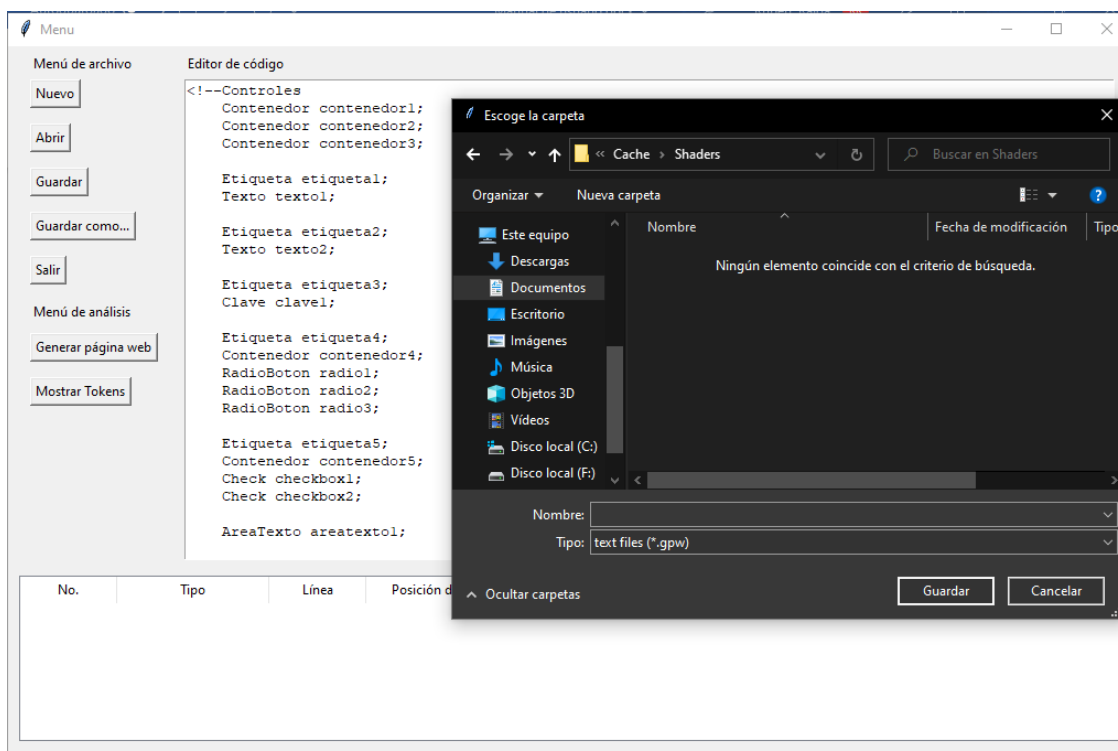 Menu
Menú de archivo
Nuevo
Abrir
Guardar
Guardar como...
Salir
Menú de análisis
Generar página web
Mostrar Tokens
Editor de código
<!--Controles
Contenedor contenedor1;
Contenedor contenedor2;
Contenedor contenedor3;
Etiqueta etiqueta1;
Texto texto1;
Etiqueta etiqueta2;
Texto texto2;
Etiqueta etiqueta3;
Clave clave1;
Etiqueta etiqueta4;
Contenedor contenedor4;
RadioBoton radio1;
RadioBoton radio2;
RadioBoton radio3;
Etiqueta etiqueta5;
Contenedor contenedor5;
Check checkbox1;
Check checkbox2;
AreaTexto areatexto1;
Escoge la carpeta
« Cache › Shaders
Buscar en Shaders
Organizar
Nueva carpeta
Este equipo
Descargas
Documentos
Escritorio
Imágenes
Música
Objetos 3D
Vídeos
Disco local (C:)
Disco local (F:)
Nombre Fecha de modificación Tipo
Ningún elemento coincide con el criterio de búsqueda.
Nombre:
Tipo: text files (*.gpw)
Ocultar carpetas
Guardar
Cancelar
No. Tipo Línea Posición d